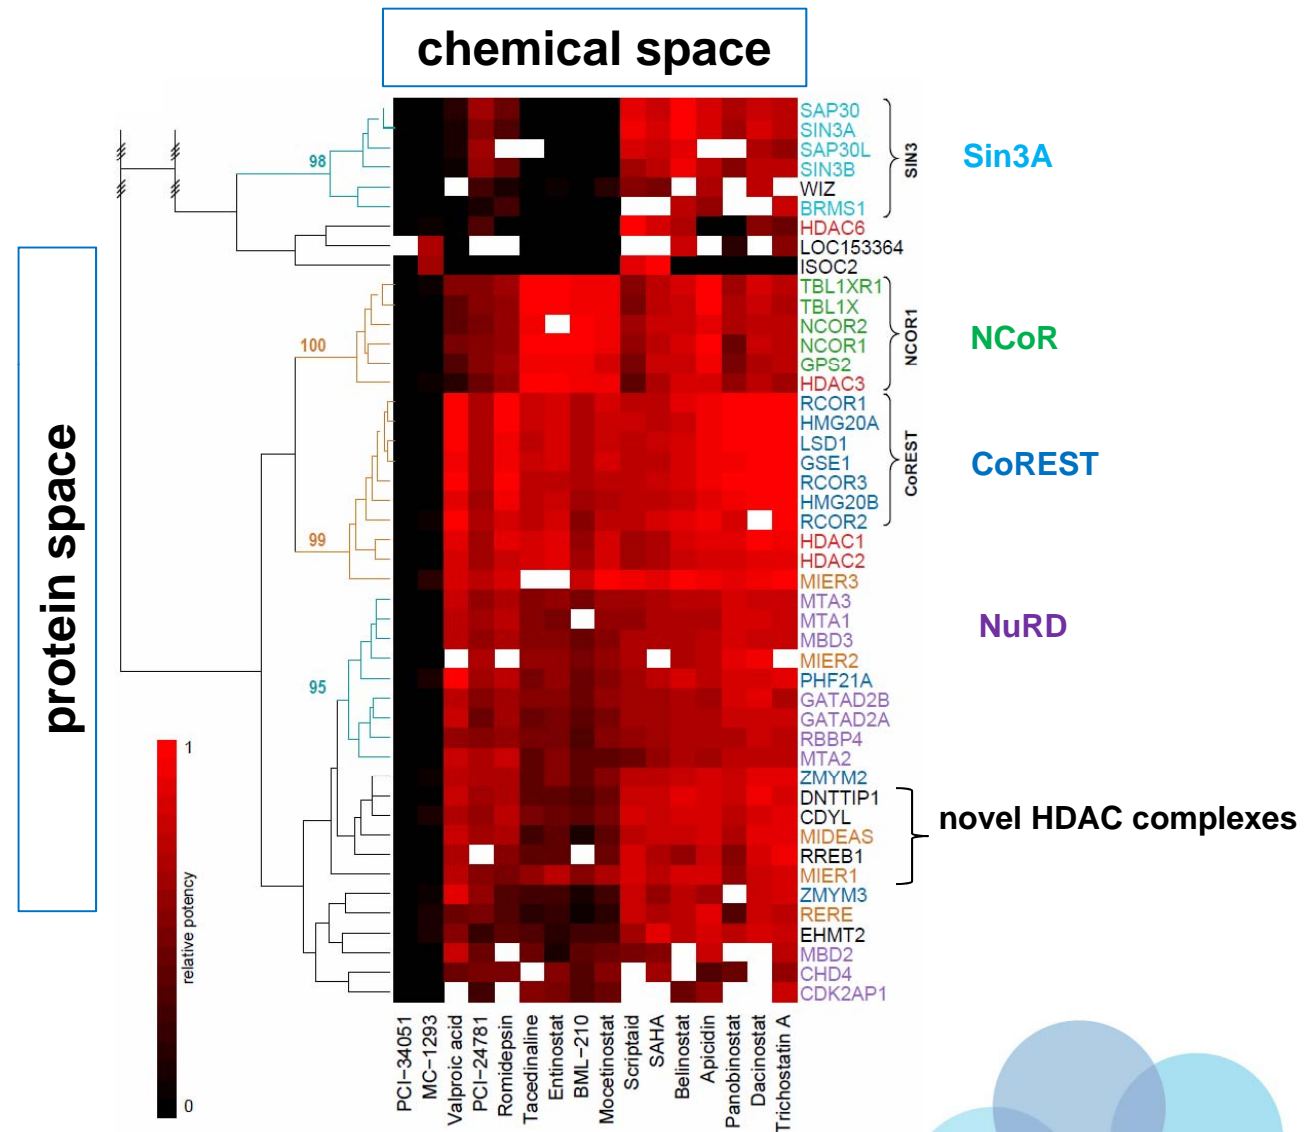 chemical space
protein space
98
100
99
95
SAP30
SIN3A
SAP30L
SIN3B
WIZ
BRMS1
HDAC6
LOC153364
ISOC2
TBL1XR1
TBL1X
NCOR2
NCOR1
GPS2
HDAC3
RCOR1
HMG20A
LSD1
GSE1
RCOR3
HMG20B
RCOR2
HDAC1
HDAC2
MIER3
MTA3
MTA1
MBD3
MIER2
PHF21A
GATAD2B
GATAD2A
RBBP4
MTA2
ZMYM2
DNTTIP1
CDYL
MIDEAS
RREB1
MIER1
ZMYM3
RERE
EHMT2
MBD2
CHD4
CDK2AP1
SIN3
NCOR1
CoREST
Sin3A
NCoR
CoREST
NuRD
novel HDAC complexes
1
relative potency
0
PCI-34051
MC-1293
Valproic acid
PCI-24781
Romidepsin
Tacedinaline
Entinostat
BML-210
Mocetinostat
Scriptaid
SAHA
Belinostat
Apicidin
Panobinostat
Dacinostat
Trichostatin A